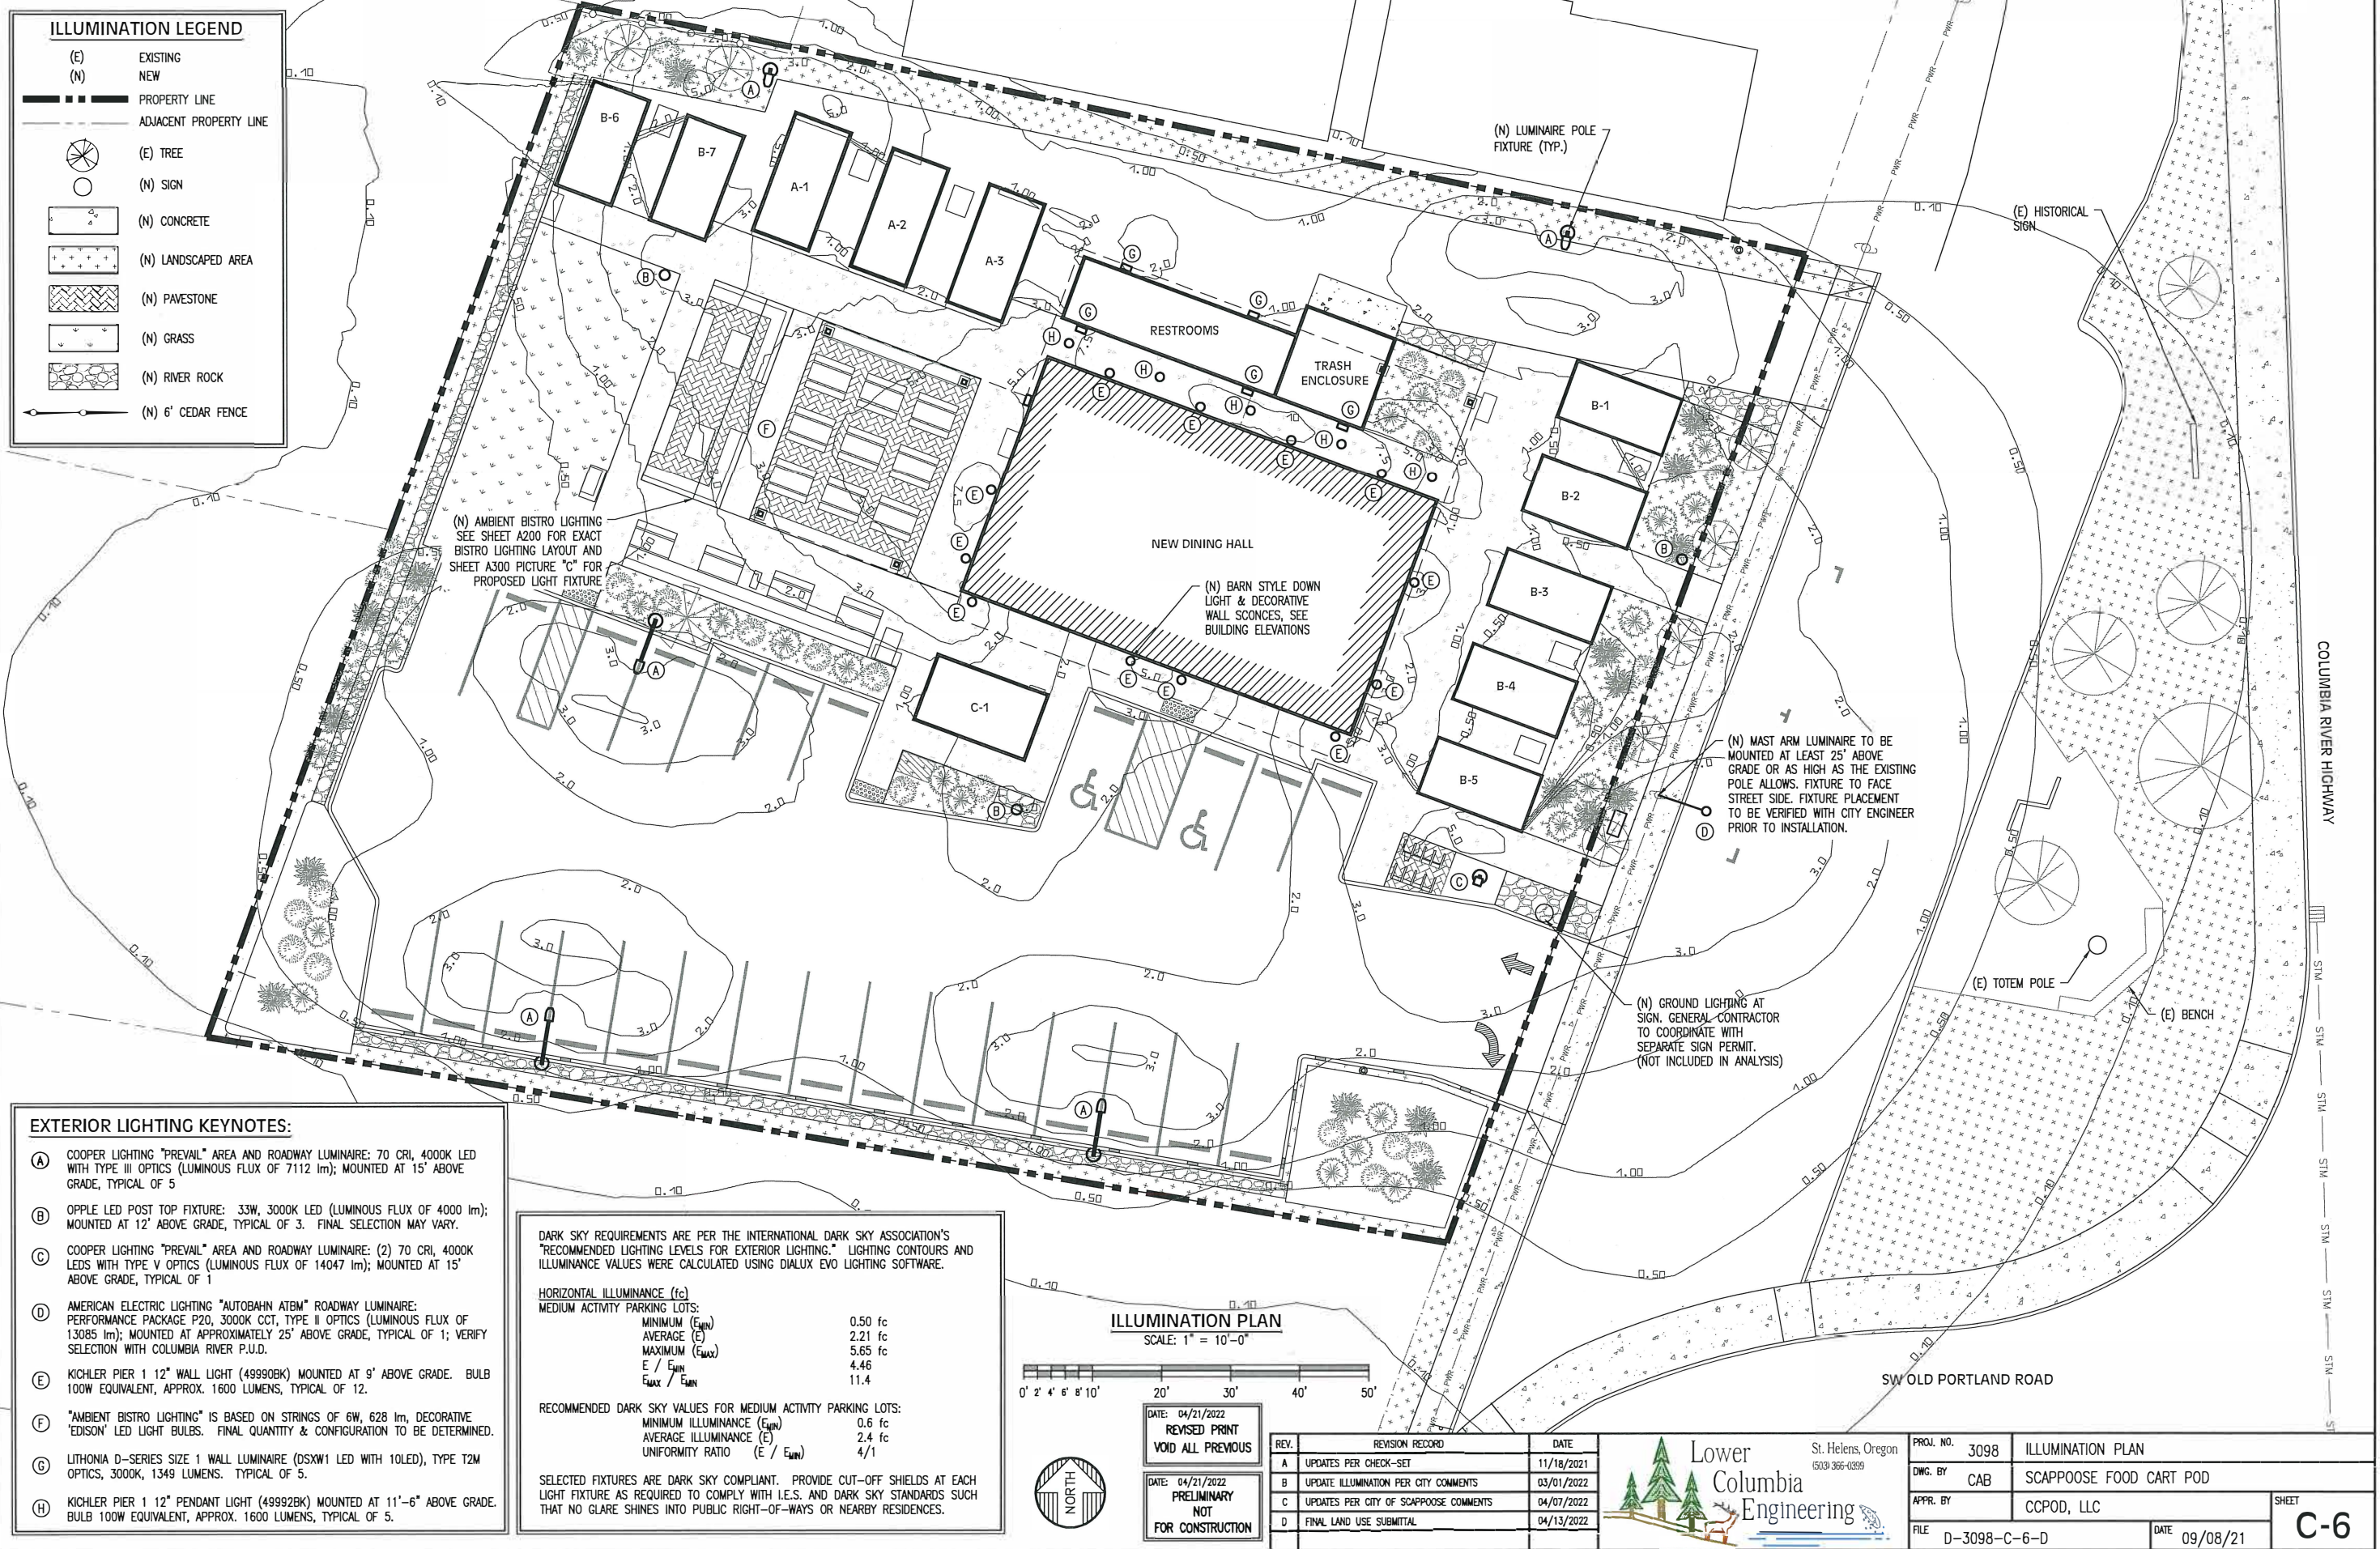 ILLUMINATION LEGEND
(E) EXISTING
(N) NEW
PROPERTY LINE
ADJACENT PROPERTY LINE
(E) TREE
(N) SIGN
(N) CONCRETE
(N) LANDSCAPED AREA
(N) PAVESTONE
(N) GRASS
(N) RIVER ROCK
(N) 6' CEDAR FENCE
(N) LUMINAIRE POLE
FIXTURE (TYP.)
(E) HISTORICAL
SIGN
B-6
B-7
A-1
A-2
A-3
RESTROOMS
TRASH
ENCLOSURE
B-1
B-2
B-3
B-4
B-5
C-1
NEW DINING HALL
(N) AMBIENT BISTRO LIGHTING
SEE SHEET A200 FOR EXACT
BISTRO LIGHTING LAYOUT AND
SHEET A300 PICTURE "C" FOR
PROPOSED LIGHT FIXTURE
(N) BARN STYLE DOWN
LIGHT & DECORATIVE
WALL SCONCES, SEE
BUILDING ELEVATIONS
(N) MAST ARM LUMINAIRE TO BE
MOUNTED AT LEAST 25' ABOVE
GRADE OR AS HIGH AS THE EXISTING
POLE ALLOWS. FIXTURE TO FACE
STREET SIDE. FIXTURE PLACEMENT
TO BE VERIFIED WITH CITY ENGINEER
PRIOR TO INSTALLATION.
COLUMBIA RIVER HIGHWAY
(E) TOTEM POLE
(E) BENCH
(N) GROUND LIGHTING AT
SIGN. GENERAL CONTRACTOR
TO COORDINATE WITH
SEPARATE SIGN PERMIT.
(NOT INCLUDED IN ANALYSIS)
SW OLD PORTLAND ROAD
EXTERIOR LIGHTING KEYNOTES:
A COOPER LIGHTING "PREVAIL" AREA AND ROADWAY LUMINAIRE: 70 CRI, 4000K LED
WITH TYPE III OPTICS (LUMINOUS FLUX OF 7112 lm); MOUNTED AT 15' ABOVE
GRADE, TYPICAL OF 5
B OPPLE LED POST TOP FIXTURE: 33W, 3000K LED (LUMINOUS FLUX OF 4000 lm);
MOUNTED AT 12' ABOVE GRADE, TYPICAL OF 3. FINAL SELECTION MAY VARY.
C COOPER LIGHTING "PREVAIL" AREA AND ROADWAY LUMINAIRE: (2) 70 CRI, 4000K
LEDS WITH TYPE V OPTICS (LUMINOUS FLUX OF 14047 lm); MOUNTED AT 15'
ABOVE GRADE, TYPICAL OF 1
D AMERICAN ELECTRIC LIGHTING "AUTOBAHN ATBM" ROADWAY LUMINAIRE:
PERFORMANCE PACKAGE P20, 3000K CCT, TYPE II OPTICS (LUMINOUS FLUX OF
13085 lm); MOUNTED AT APPROXIMATELY 25' ABOVE GRADE, TYPICAL OF 1; VERIFY
SELECTION WITH COLUMBIA RIVER P.U.D.
E KICHLER PIER 1 12" WALL LIGHT (49990BK) MOUNTED AT 9' ABOVE GRADE. BULB
100W EQUIVALENT, APPROX. 1600 LUMENS, TYPICAL OF 12.
F "AMBIENT BISTRO LIGHTING" IS BASED ON STRINGS OF 6W, 628 lm, DECORATIVE
'EDISON' LED LIGHT BULBS. FINAL QUANTITY & CONFIGURATION TO BE DETERMINED.
G LITHONIA D-SERIES SIZE 1 WALL LUMINAIRE (DSXW1 LED WITH 10LED), TYPE T2M
OPTICS, 3000K, 1349 LUMENS. TYPICAL OF 5.
H KICHLER PIER 1 12" PENDANT LIGHT (49992BK) MOUNTED AT 11'-6" ABOVE GRADE.
BULB 100W EQUIVALENT, APPROX. 1600 LUMENS, TYPICAL OF 5.
DARK SKY REQUIREMENTS ARE PER THE INTERNATIONAL DARK SKY ASSOCIATION'S
"RECOMMENDED LIGHTING LEVELS FOR EXTERIOR LIGHTING." LIGHTING CONTOURS AND
ILLUMINANCE VALUES WERE CALCULATED USING DIALUX EVO LIGHTING SOFTWARE.
HORIZONTAL ILLUMINANCE (fc)
MEDIUM ACTIVITY PARKING LOTS:
MINIMUM (EMIN) 0.50 fc
AVERAGE (E) 2.21 fc
MAXIMUM (EMAX) 5.65 fc
E / EMIN 4.46
EMAX / EMIN 11.4
RECOMMENDED DARK SKY VALUES FOR MEDIUM ACTIVITY PARKING LOTS:
MINIMUM ILLUMINANCE (EMIN) 0.6 fc
AVERAGE ILLUMINANCE (E) 2.4 fc
UNIFORMITY RATIO (E / EMIN) 4/1
SELECTED FIXTURES ARE DARK SKY COMPLIANT. PROVIDE CUT-OFF SHIELDS AT EACH
LIGHT FIXTURE AS REQUIRED TO COMPLY WITH I.E.S. AND DARK SKY STANDARDS SUCH
THAT NO GLARE SHINES INTO PUBLIC RIGHT-OF-WAYS OR NEARBY RESIDENCES.
ILLUMINATION PLAN
SCALE: 1" = 10'-0"
0' 2' 4' 6' 8' 10' 20' 30' 40' 50'
NORTH
DATE: 04/21/2022
REVISED PRINT
VOID ALL PREVIOUS
DATE: 04/21/2022
PRELIMINARY
NOT
FOR CONSTRUCTION
REV. REVISION RECORD DATE
A UPDATES PER CHECK-SET 11/18/2021
B UPDATE ILLUMINATION PER CITY COMMENTS 03/01/2022
C UPDATES PER CITY OF SCAPPOOSE COMMENTS 04/07/2022
D FINAL LAND USE SUBMITTAL 04/13/2022
Lower
Columbia
Engineering
St. Helens, Oregon
(503) 366-0399
PROJ. NO. 3098 ILLUMINATION PLAN
DWG. BY CAB SCAPPOOSE FOOD CART POD
APPR. BY CCPOD, LLC
FILE D-3098-C-6-D DATE 09/08/21
SHEET
C-6